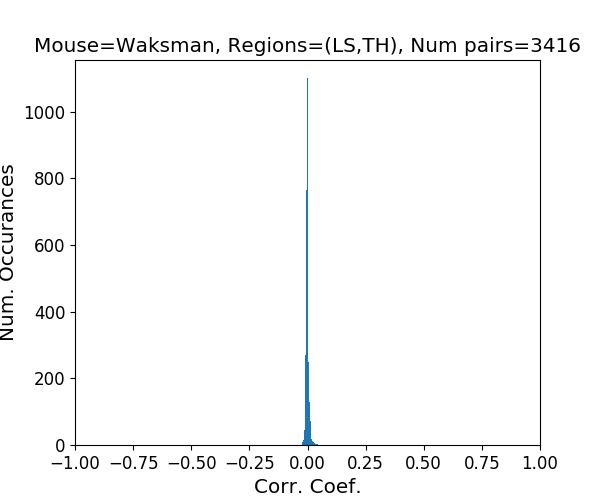 Mouse=Waksman, Regions=(LS,TH), Num pairs=3416
Num. Occurances
1000
800
600
400
200
0
−1.00 −0.75 −0.50 −0.25 0.00 0.25 0.50 0.75 1.00
Corr. Coef.